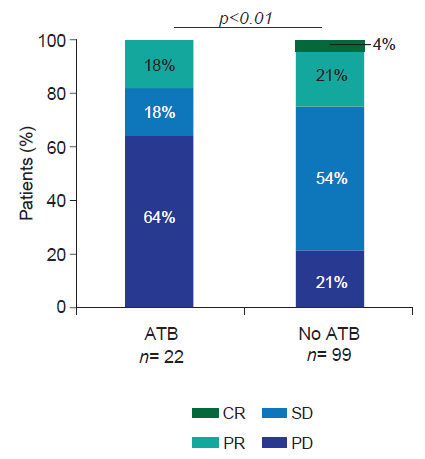 p<0.01
Patients (%)
100
80
60
40
20
0
18%
18%
64%
4%
21%
54%
21%
ATB
n= 22
No ATB
n= 99
CR SD
PR PD